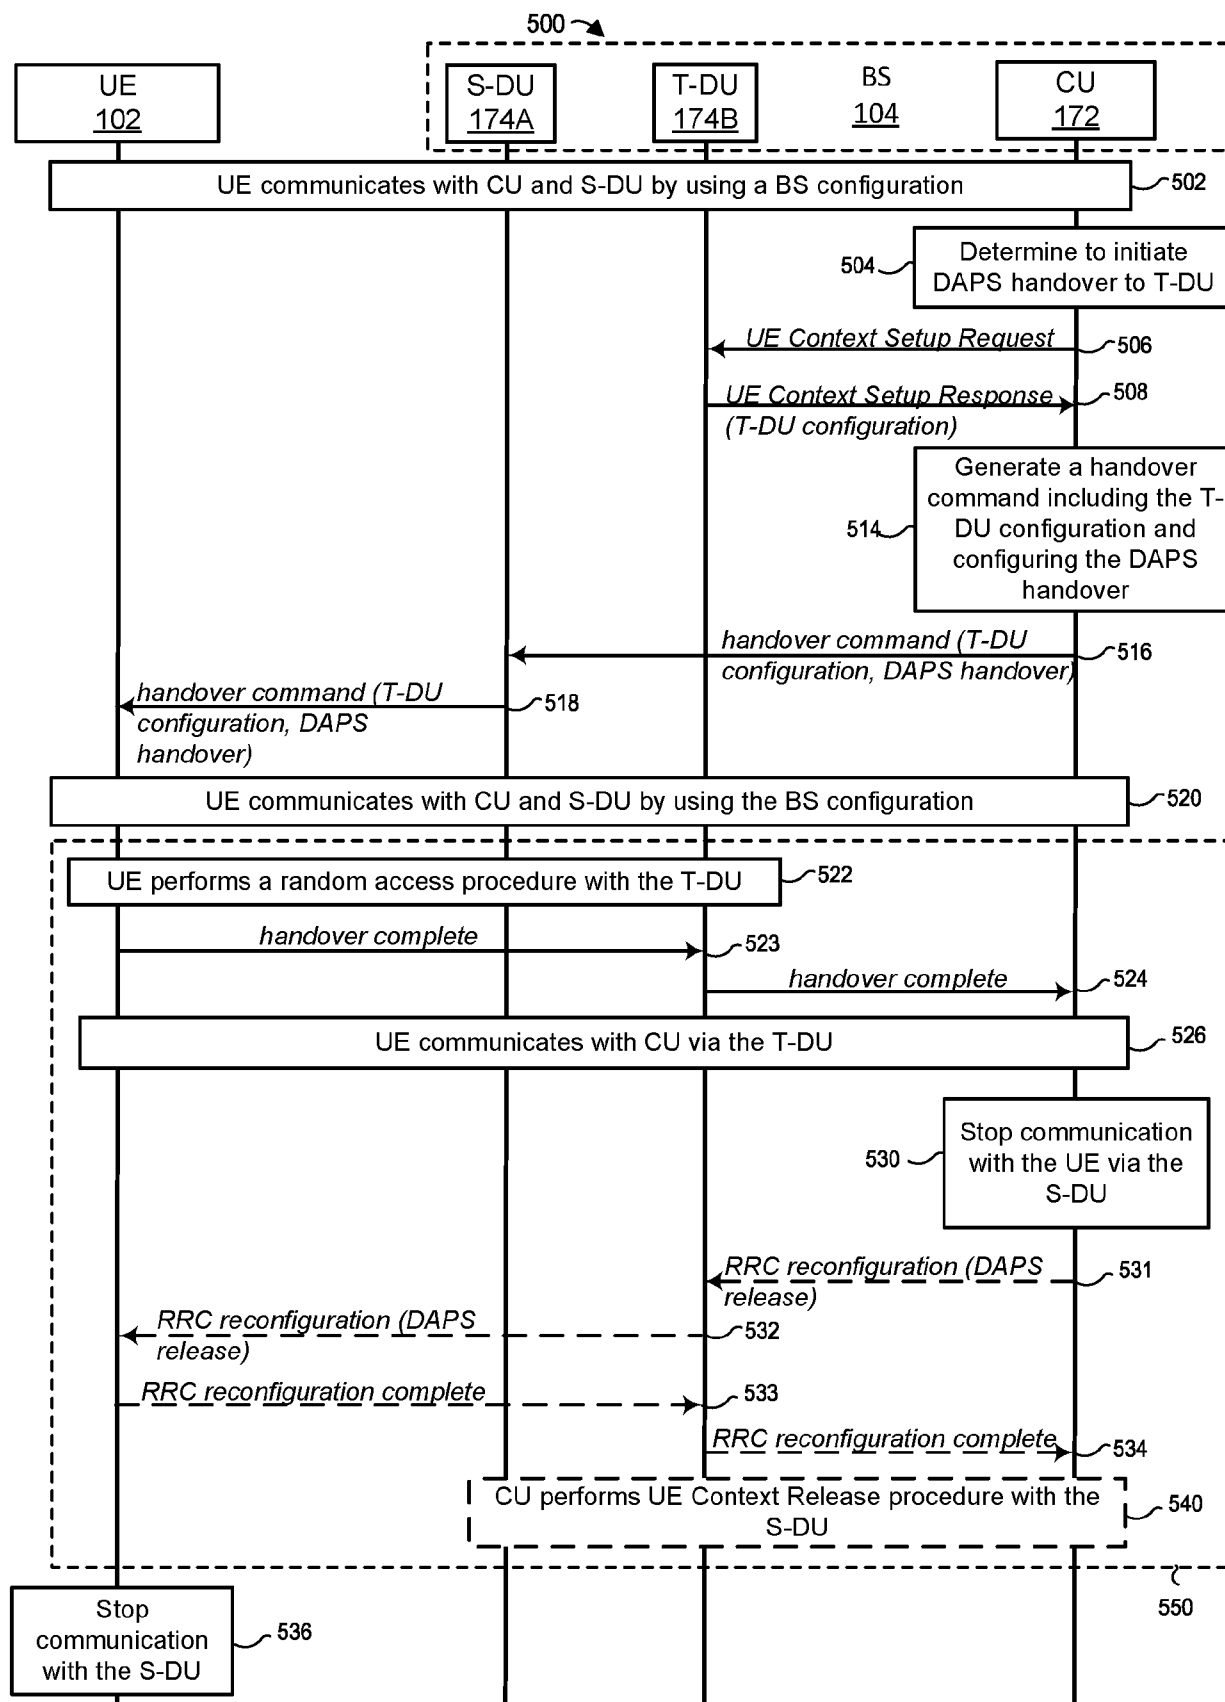 500
UE
102
S-DU
174A
T-DU
174B
BS
104
CU
172
UE communicates with CU and S-DU by using a BS configuration
502
Determine to initiate
DAPS handover to T-DU
504
UE Context Setup Request
506
UE Context Setup Response
(T-DU configuration)
508
Generate a handover
command including the T-
DU configuration and
configuring the DAPS
handover
514
handover command (T-DU
configuration, DAPS handover)
516
handover command (T-DU
configuration, DAPS
handover)
518
UE communicates with CU and S-DU by using the BS configuration
520
UE performs a random access procedure with the T-DU
522
handover complete
523
handover complete
524
UE communicates with CU via the T-DU
526
Stop communication
with the UE via the
S-DU
530
RRC reconfiguration (DAPS
release)
531
RRC reconfiguration (DAPS
release)
532
RRC reconfiguration complete
533
RRC reconfiguration complete
534
CU performs UE Context Release procedure with the
S-DU
540
550
Stop
communication
with the S-DU
536